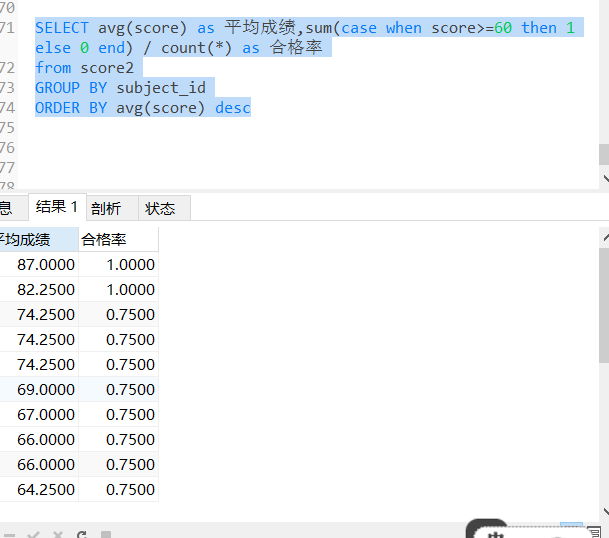 70
71 SELECT avg(score) as 平均成绩,sum(case when score>=60 then 1
else 0 end) / count(*) as 合格率
72 from score2
73 GROUP BY subject_id
74 ORDER BY avg(score) desc
75
76
77
78
息 结果 1 剖析 状态
平均成绩 合格率
87.0000 1.0000
82.2500 1.0000
74.2500 0.7500
74.2500 0.7500
74.2500 0.7500
69.0000 0.7500
67.0000 0.7500
66.0000 0.7500
66.0000 0.7500
64.2500 0.7500